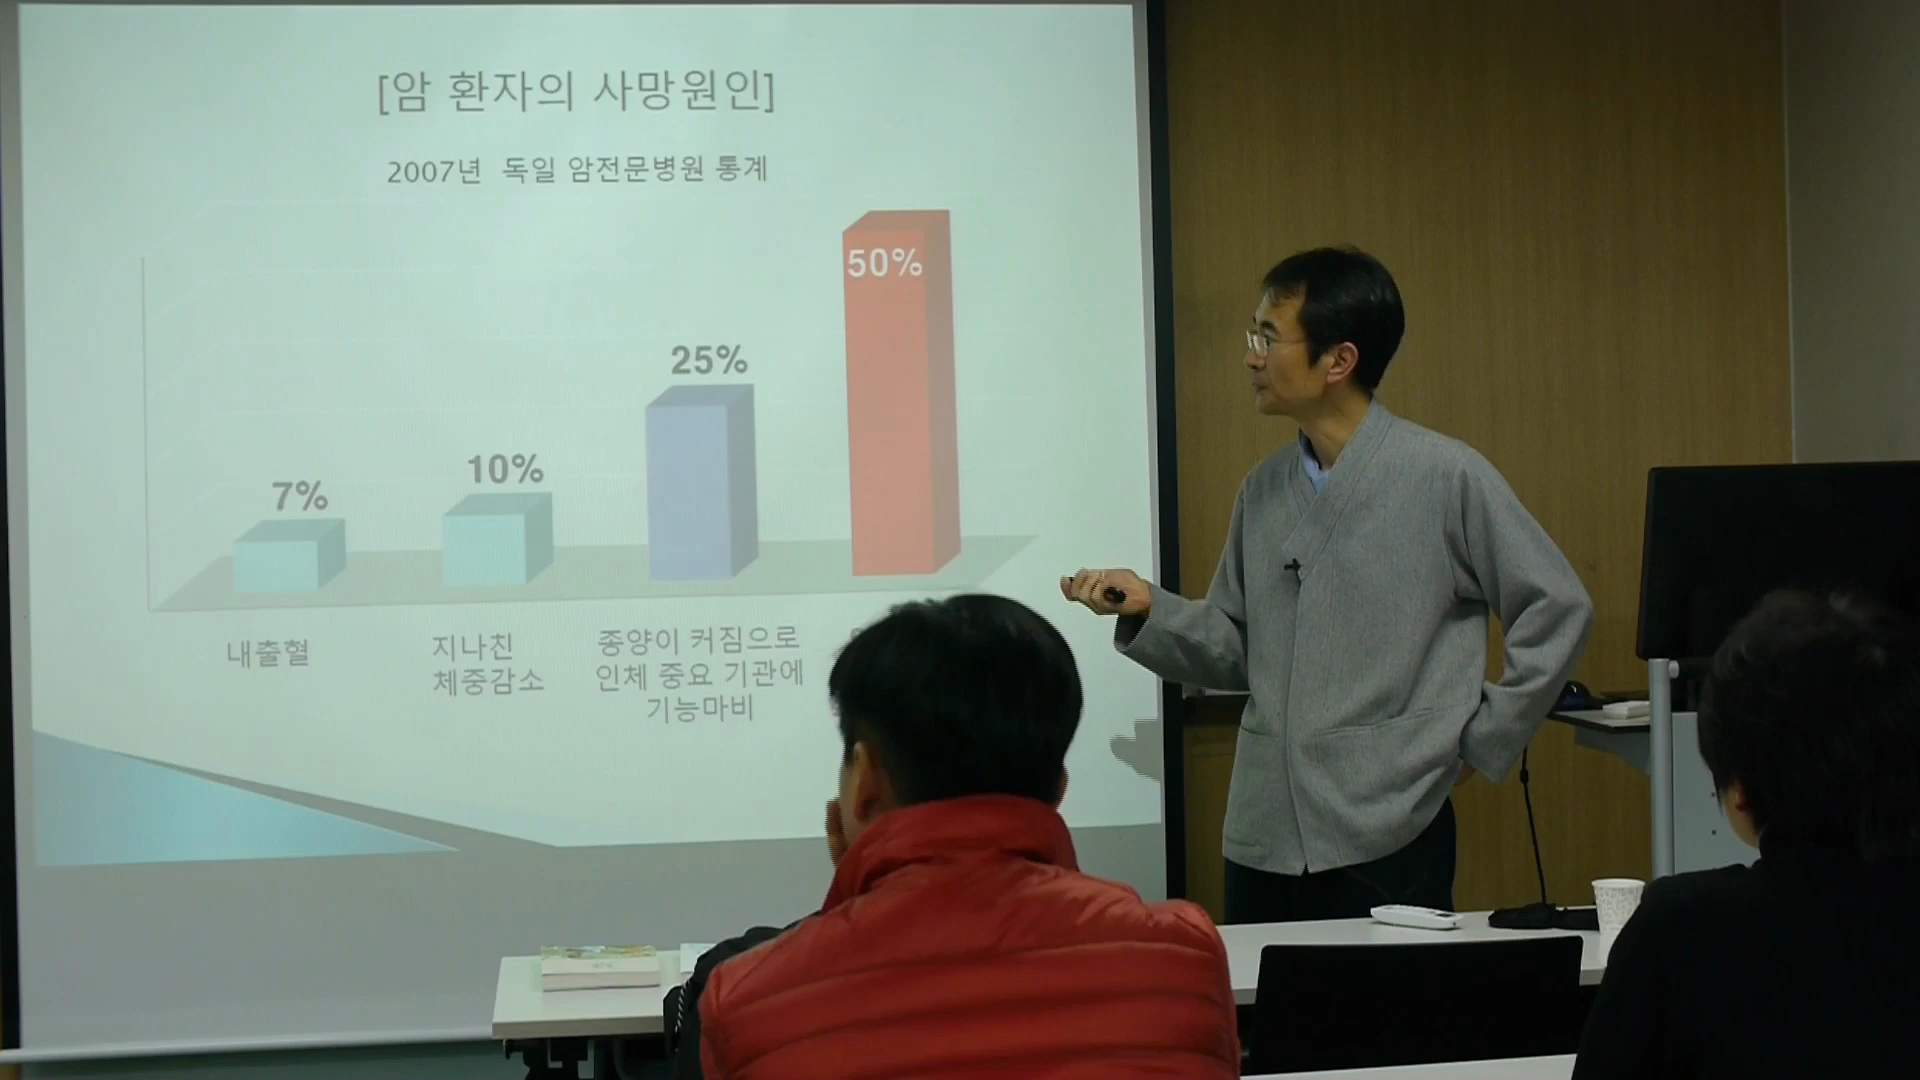 [암 환자의 사망원인]
2007년 독일 암전문병원 통계
7%
10%
25%
50%
내출혈
지나친
체중감소
종양이 커짐으로
인체 중요 기관에
기능마비